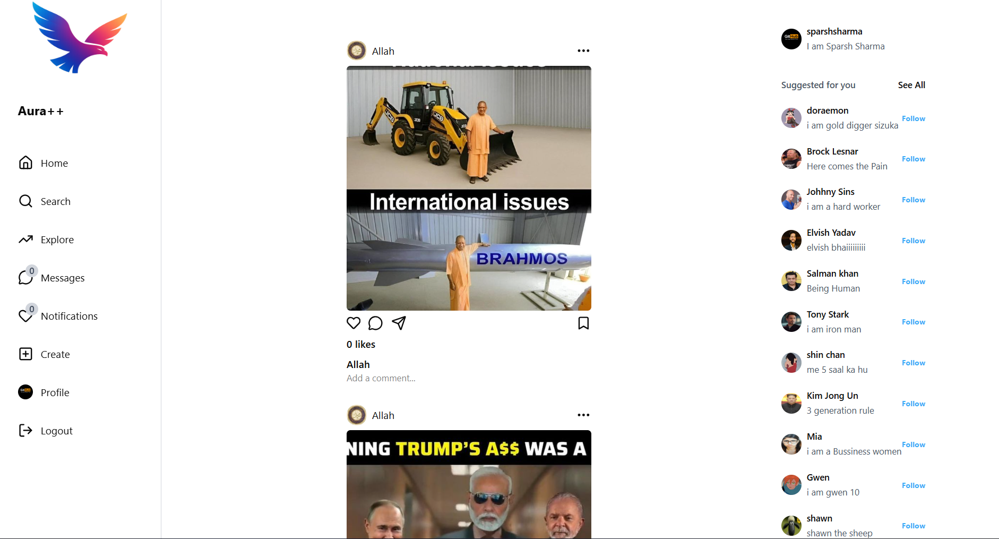 Aura++
Home
Search
Explore
0
Messages
0
Notifications
Create
GitHub
Profile
Logout
Allah
JCB
JCB
JCB
International issues
BRAHMOS
0 likes
Allah
Add a comment...
Allah
NING TRUMP'S A$$ WAS A
GitHub
sparshsharma
I am Sparsh Sharma
Suggested for you
See All
doraemon
i am gold digger sizuka
Follow
Brock Lesnar
Here comes the Pain
Follow
Johhny Sins
i am a hard worker
Follow
Elvish Yadav
elvish bhaiiiiiiiii
Follow
Salman khan
Being Human
Follow
Tony Stark
i am iron man
Follow
shin chan
me 5 saal ka hu
Follow
Kim Jong Un
3 generation rule
Follow
Mia
i am a Bussiness women
Follow
Gwen
i am gwen 10
Follow
shawn
shawn the sheep
Follow